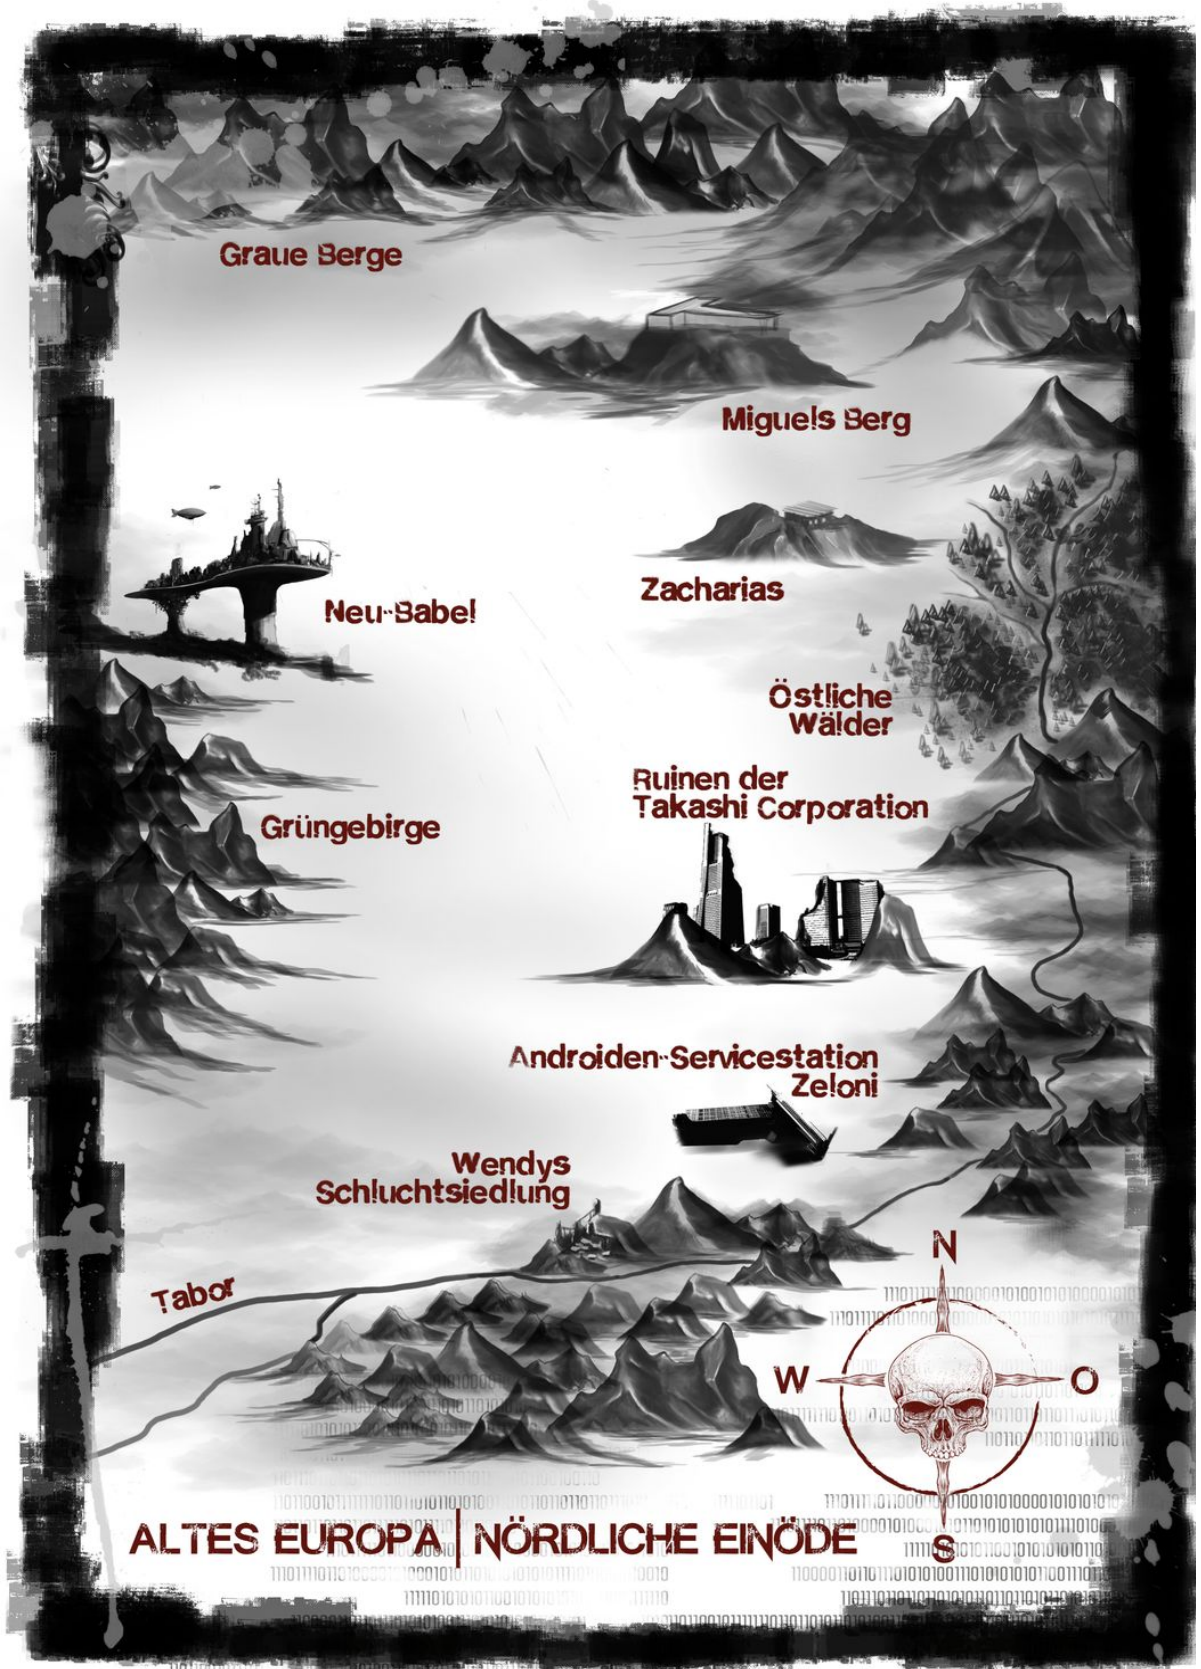 Graue Berge
Miguels Berg
Zacharias
Neu-Babel
Östliche
Wälder
Ruinen der
Takashi Corporation
Grüngebirge
Androiden-Servicestation
Zeloni
Wendys
Schluchtsiedlung
Tabor
N
W
O
S
ALTES EUROPA | NÖRDLICHE EINÖDE